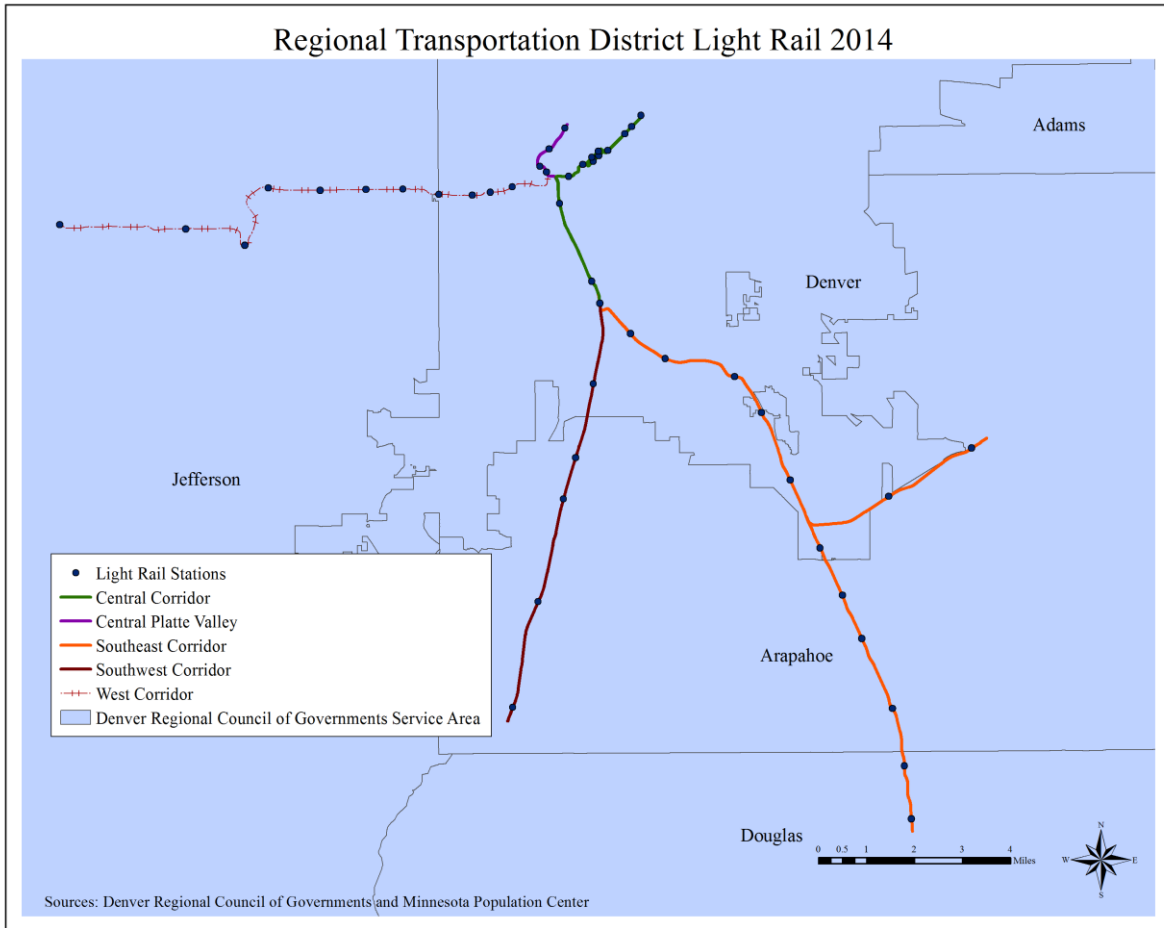 Regional Transportation District Light Rail 2014
Adams
Denver
Jefferson
Light Rail Stations
Central Corridor
Central Platte Valley
Southeast Corridor
Southwest Corridor
West Corridor
Denver Regional Council of Governments Service Area
Arapahoe
Douglas
0 0.5 1 2 3 4
Miles
N
W E
S
Sources: Denver Regional Council of Governments and Minnesota Population Center